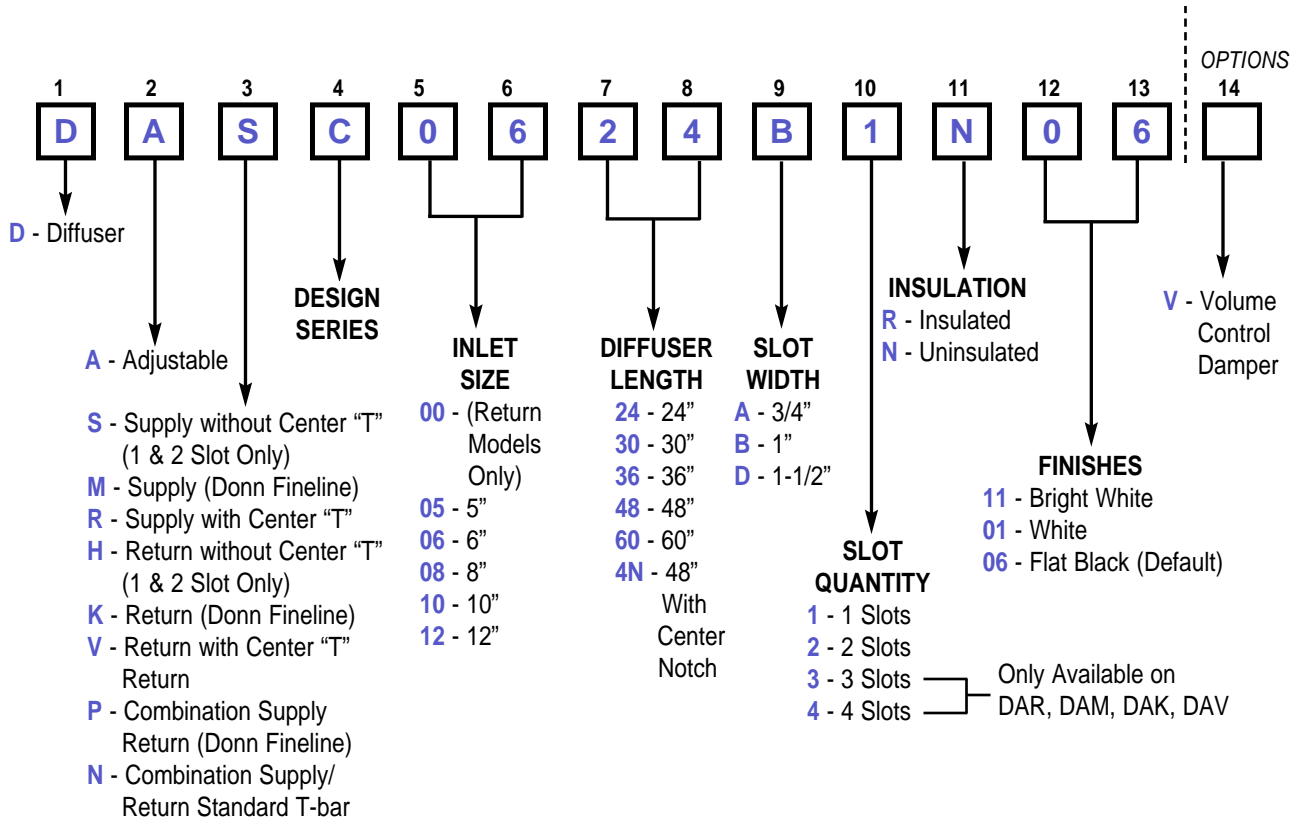 OPTIONS
1 2 3 4 5 6 7 8 9 10 11 12 13 14
D A S C 0 6 2 4 B 1 N 0 6
D - Diffuser
A - Adjustable
S - Supply without Center “T”
(1 & 2 Slot Only)
M - Supply (Donn Fineline)
R - Supply with Center “T”
H - Return without Center “T”
(1 & 2 Slot Only)
K - Return (Donn Fineline)
V - Return with Center “T”
Return
P - Combination Supply
Return (Donn Fineline)
N - Combination Supply/
Return Standard T-bar
DESIGN
SERIES
INLET
SIZE
00 - (Return
Models
Only)
05 - 5”
06 - 6”
08 - 8”
10 - 10”
12 - 12”
DIFFUSER
LENGTH
24 - 24”
30 - 30”
36 - 36”
48 - 48”
60 - 60”
4N - 48”
With
Center
Notch
SLOT
WIDTH
A - 3/4”
B - 1”
D - 1-1/2”
SLOT
QUANTITY
1 - 1 Slots
2 - 2 Slots
3 - 3 Slots
4 - 4 Slots
Only Available on
DAR, DAM, DAK, DAV
INSULATION
R - Insulated
N - Uninsulated
FINISHES
11 - Bright White
01 - White
06 - Flat Black (Default)
V - Volume
Control
Damper